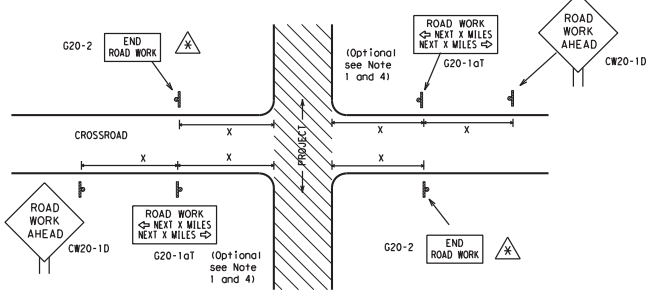 G20-2
END
ROAD WORK
(Optional
see Note
1 and 4)
ROAD WORK
⇦ NEXT X MILES
NEXT X MILES ⇨
G20-1aT
ROAD
WORK
AHEAD
CW20-1D
X
X
X
CROSSROAD
PROJECT
X
X
X
ROAD
WORK
AHEAD
CW20-1D
ROAD WORK
⇦ NEXT X MILES
NEXT X MILES ⇨
G20-1aT
(Optional
see Note
1 and 4)
G20-2
END
ROAD WORK